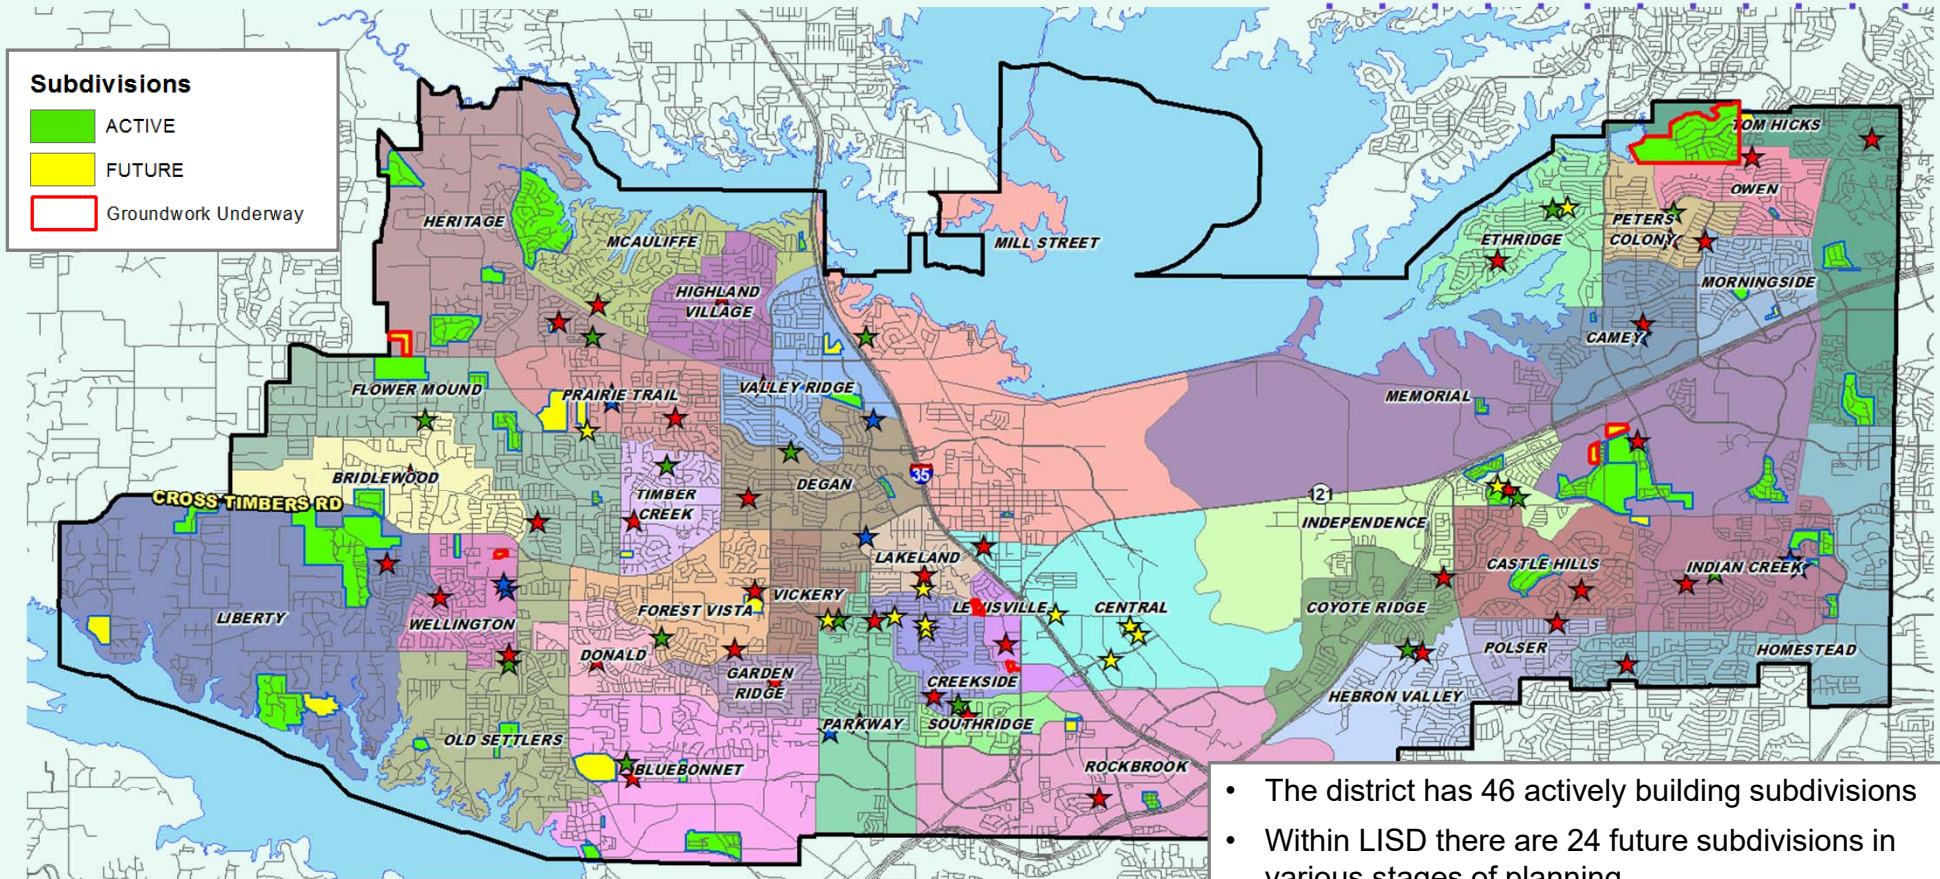 Subdivisions
ACTIVE
FUTURE
Groundwork Underway
TOM HICKS
OWEN
HERITAGE
MCAULIFFE
MILL STREET
ETHRIDGE
PETERS
COLONY
HIGHLAND
VILLAGE
MORNINGSIDE
CAMEY
FLOWER MOUND
PRAIRIE TRAIL
VALLEY RIDGE
MEMORIAL
BRIDLEWOOD
CROSS TIMBERS RD
TIMBER
CREEK
DEGAN
35
121
INDEPENDENCE
LAKELAND
CASTLE HILLS
INDIAN CREEK
LIBERTY
WELLINGTON
FOREST VISTA
VICKERY
LEWISVILLE
CENTRAL
COYOTE RIDGE
DONALD
GARDEN
RIDGE
CREEKSIDE
POLSER
HOMESTEAD
HEBRON VALLEY
OLD SETTLERS
PARKWAY
SOUTHRIDGE
BLUEBONNET
ROCKBROOK
• The district has 46 actively building subdivisions
• Within LISD there are 24 future subdivisions in
various stages of planning